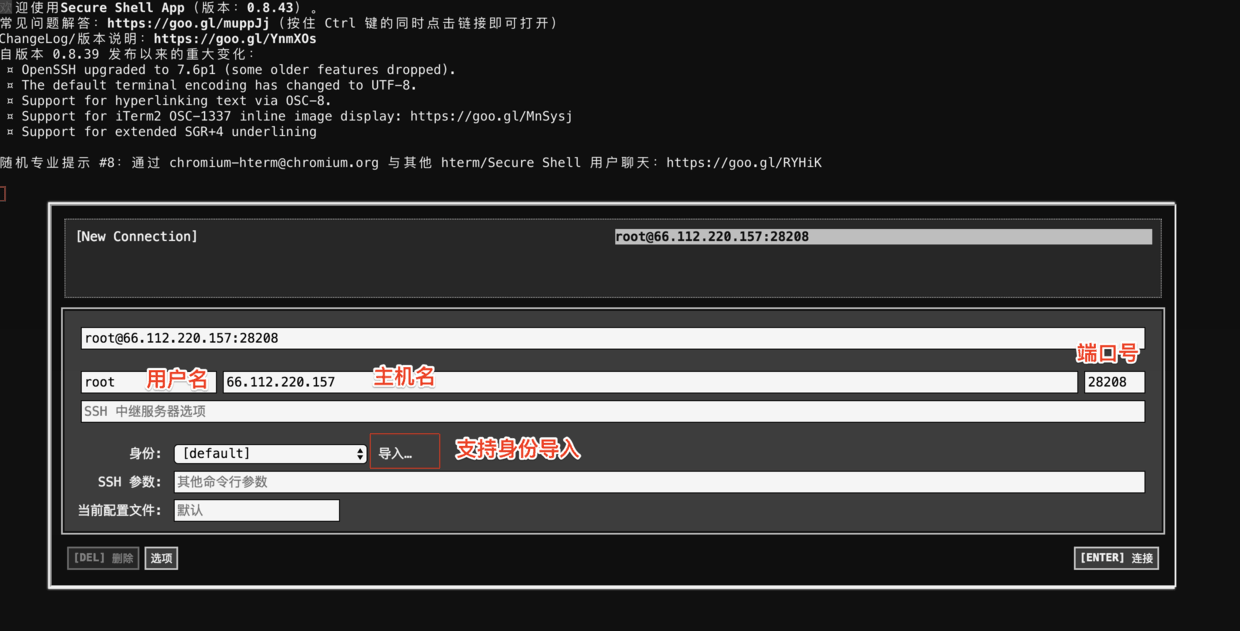 欢迎使用Secure Shell App (版本: 0.8.43) 。
常见问题解答: https://goo.gl/muppJj (按住 Ctrl 键的同时点击链接即可打开)
ChangeLog/版本说明: https://goo.gl/YnmXOs
自版本 0.8.39 发布以来的重大变化:
¤ OpenSSH upgraded to 7.6p1 (some older features dropped).
¤ The default terminal encoding has changed to UTF-8.
¤ Support for hyperlinking text via OSC-8.
¤ Support for iTerm2 OSC-1337 inline image display: https://goo.gl/MnSysj
¤ Support for extended SGR+4 underlining
随机专业提示 #8: 通过 chromium-hterm@chromium.org 与其他 hterm/Secure Shell 用户聊天: https://goo.gl/RYHiK
[New Connection] root@66.112.220.157:28208
root@66.112.220.157:28208
端口号
root 用户名 66.112.220.157 主机名 28208
SSH 中继服务器选项
身份: [default] 导入… 支持身份导入
SSH 参数: 其他命令行参数
当前配置文件: 默认
[DEL] 删除 选项 [ENTER] 连接